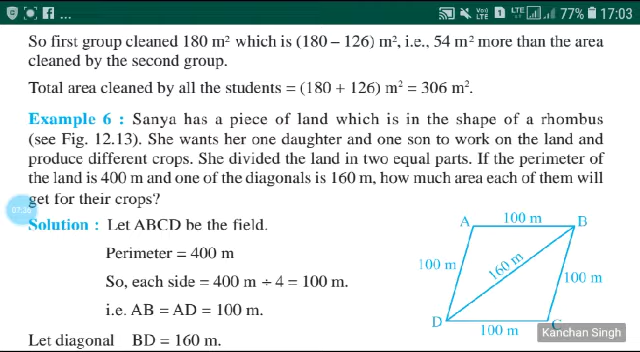 77% 17:03
So first group cleaned 180 m² which is (180 – 126) m², i.e., 54 m² more than the area
cleaned by the second group.
Total area cleaned by all the students = (180 + 126) m² = 306 m².
Example 6 : Sanya has a piece of land which is in the shape of a rhombus
(see Fig. 12.13). She wants her one daughter and one son to work on the land and
produce different crops. She divided the land in two equal parts. If the perimeter of
the land is 400 m and one of the diagonals is 160 m, how much area each of them will
get for their crops?
Solution : Let ABCD be the field.
Perimeter = 400 m
So, each side = 400 m ÷ 4 = 100 m.
i.e. AB = AD = 100 m.
Let diagonal BD = 160 m.
A 100 m B
100 m 160 m 100 m
D 100 m C
Kanchan Singh